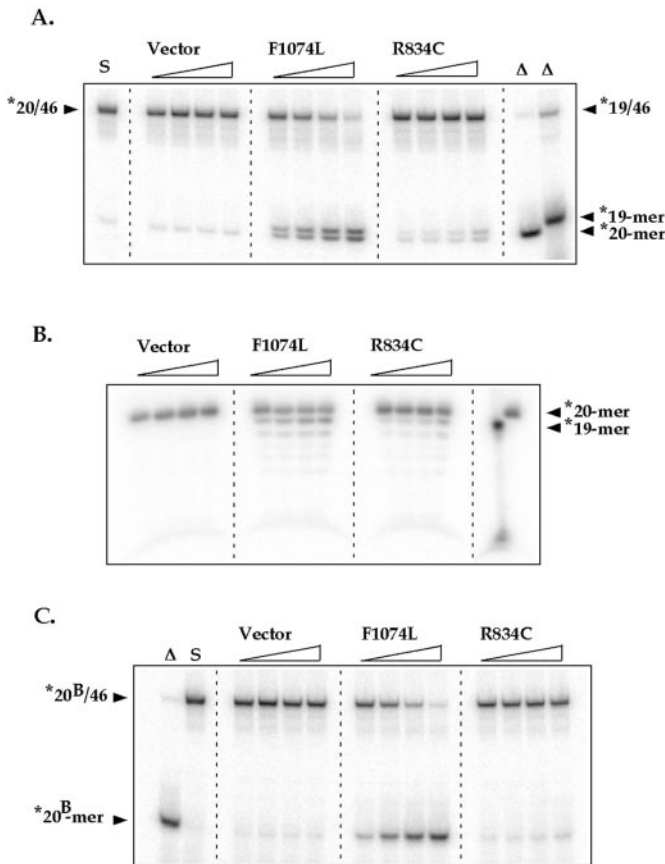 A.
Vector F1074L R834C
S Δ Δ
*20/46 *19/46
*19-mer
*20-mer
B.
Vector F1074L R834C
*20-mer
*19-mer
C.
Vector F1074L R834C
Δ S
*20B/46
*20B-mer